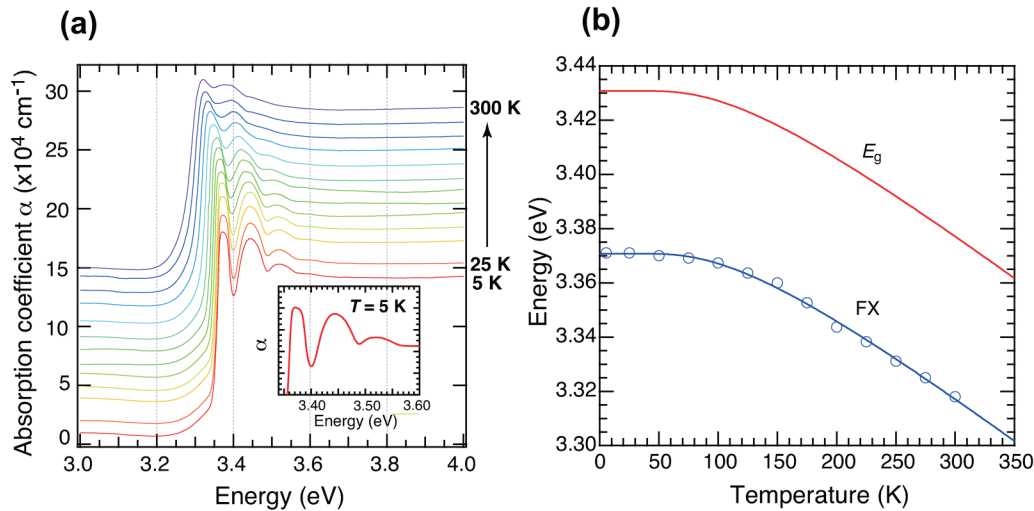 (a)
Absorption coefficient α (x10⁴ cm⁻¹)
30
25
20
15
10
5
0
3.0 3.2 3.4 3.6 3.8 4.0
Energy (eV)
300 K
25 K
5 K
T = 5 K
α
3.40 3.50 3.60
Energy (eV)
(b)
Energy (eV)
3.44
3.42
3.40
3.38
3.36
3.34
3.32
3.30
E₉
FX
0 50 100 150 200 250 300 350
Temperature (K)